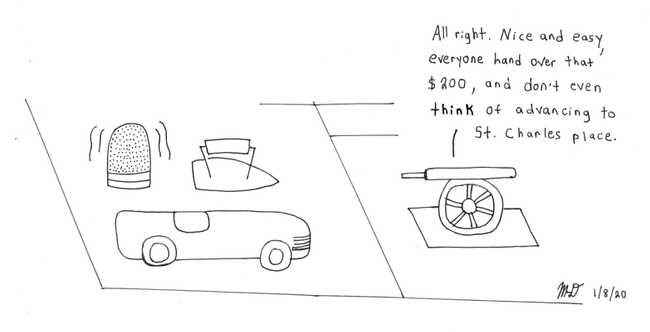 All right. Nice and easy,
everyone hand over that
$200, and don't even
think of advancing to
St. Charles place.
MD 1/8/20